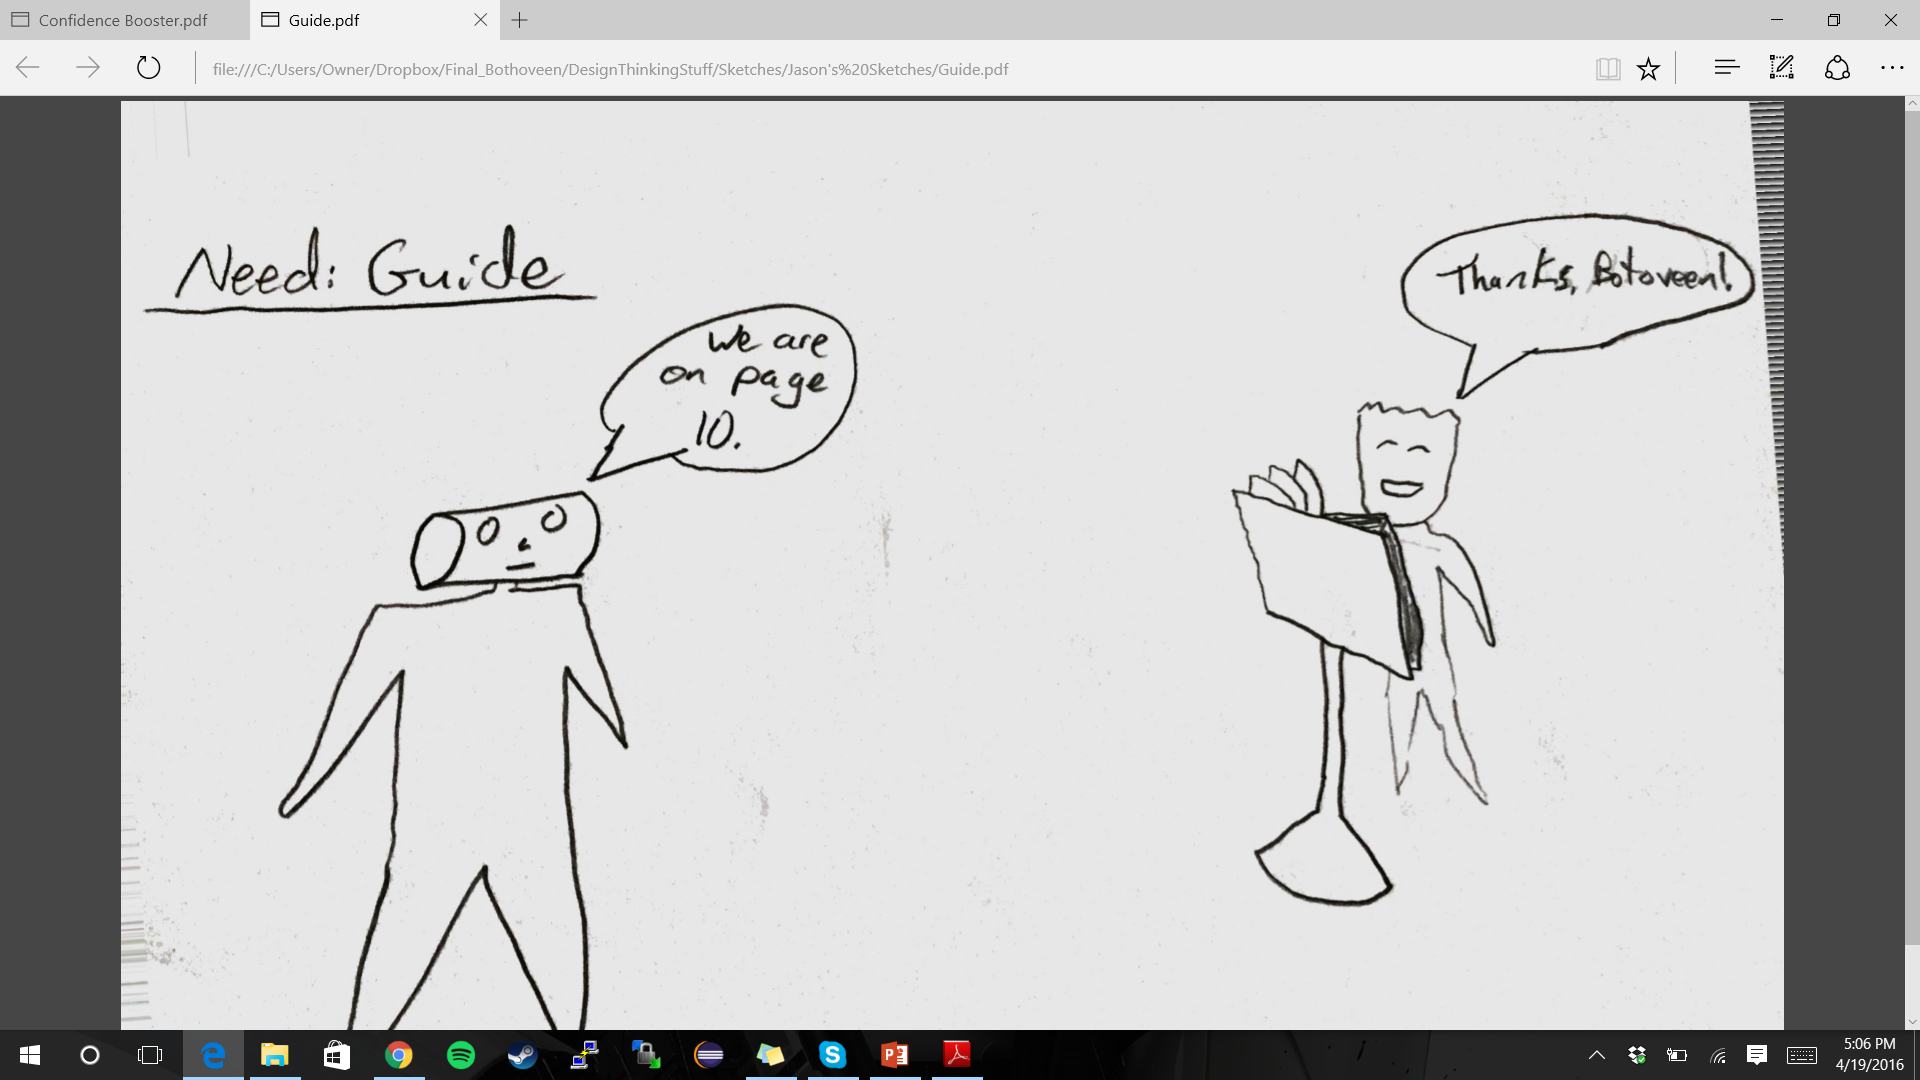 Confidence Booster.pdf
Guide.pdf
file:///C:/Users/Owner/Dropbox/Final_Bothoveen/DesignThinkingStuff/Sketches/Jason's%20Sketches/Guide.pdf
Need: Guide
We are
on page
10.
Thanks, Botoveen!
5:06 PM
4/19/2016